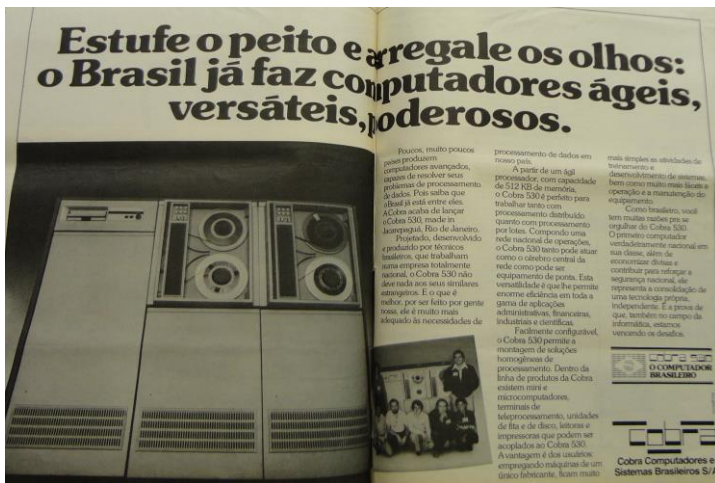 Estufe o peito e arregale os olhos:
o Brasil já faz computadores ágeis,
versáteis, poderosos.
Poucos, muito poucos
países produzem
computadores avançados,
capazes de resolver seus
problemas de processamento
de dados. Pois saiba que
o Brasil já está entre eles.
A Cobra acaba de lançar
o Cobra 530, made in
Jacarepaguá, Rio de Janeiro.
Projetado, desenvolvido
e produzido por técnicos
brasileiros, que trabalham
numa empresa totalmente
nacional, o Cobra 530 não
deve nada aos seus similares
estrangeiros. E o que é
melhor, por ser feito por gente
nossa, ele é muito mais
adequado às necessidades de
processamento de dados em
nosso país.
A partir de um ágil
processador, com capacidade
de 512 KB de memória,
o Cobra 530 é perfeito para
trabalhar tanto com
processamento distribuído
quanto com processamento
por lotes. Compondo uma
rede nacional de operações,
o Cobra 530 tanto pode atuar
como o cérebro central da
rede como pode ser
equipamento de ponta. Esta
versatilidade é que lhe permite
enorme eficiência em toda a
gama de aplicações
administrativas, financeiras,
industriais e científicas.
Facilmente configurável,
o Cobra 530 permite a
montagem de soluções
homogêneas de
processamento. Dentro da
linha de produtos da Cobra
existem mini e
microcomputadores,
terminais de
teleprocessamento, unidades
de fita e de disco, leitoras e
impressoras que podem ser
acoplados ao Cobra 530.
A vantagem é dos usuários:
empregando máquinas de um
único fabricante, ficam muito
mais simples as atividades de
treinamento e
desenvolvimento de sistemas,
bem como muito mais fáceis a
operação e a manutenção do
equipamento.
Como brasileiro, você
tem muitas razões pra se
orgulhar do Cobra 530.
O primeiro computador
verdadeiramente nacional em
sua classe, além de
economizar divisas e
contribuir para reforçar a
segurança nacional, ele
representa a consolidação de
uma tecnologia própria,
independente. E a prova de
que, também no campo da
informática, estamos
vencendo os desafios.
cobra 530
O COMPUTADOR
BRASILEIRO
cobra
Cobra Computadores e
Sistemas Brasileiros S/A